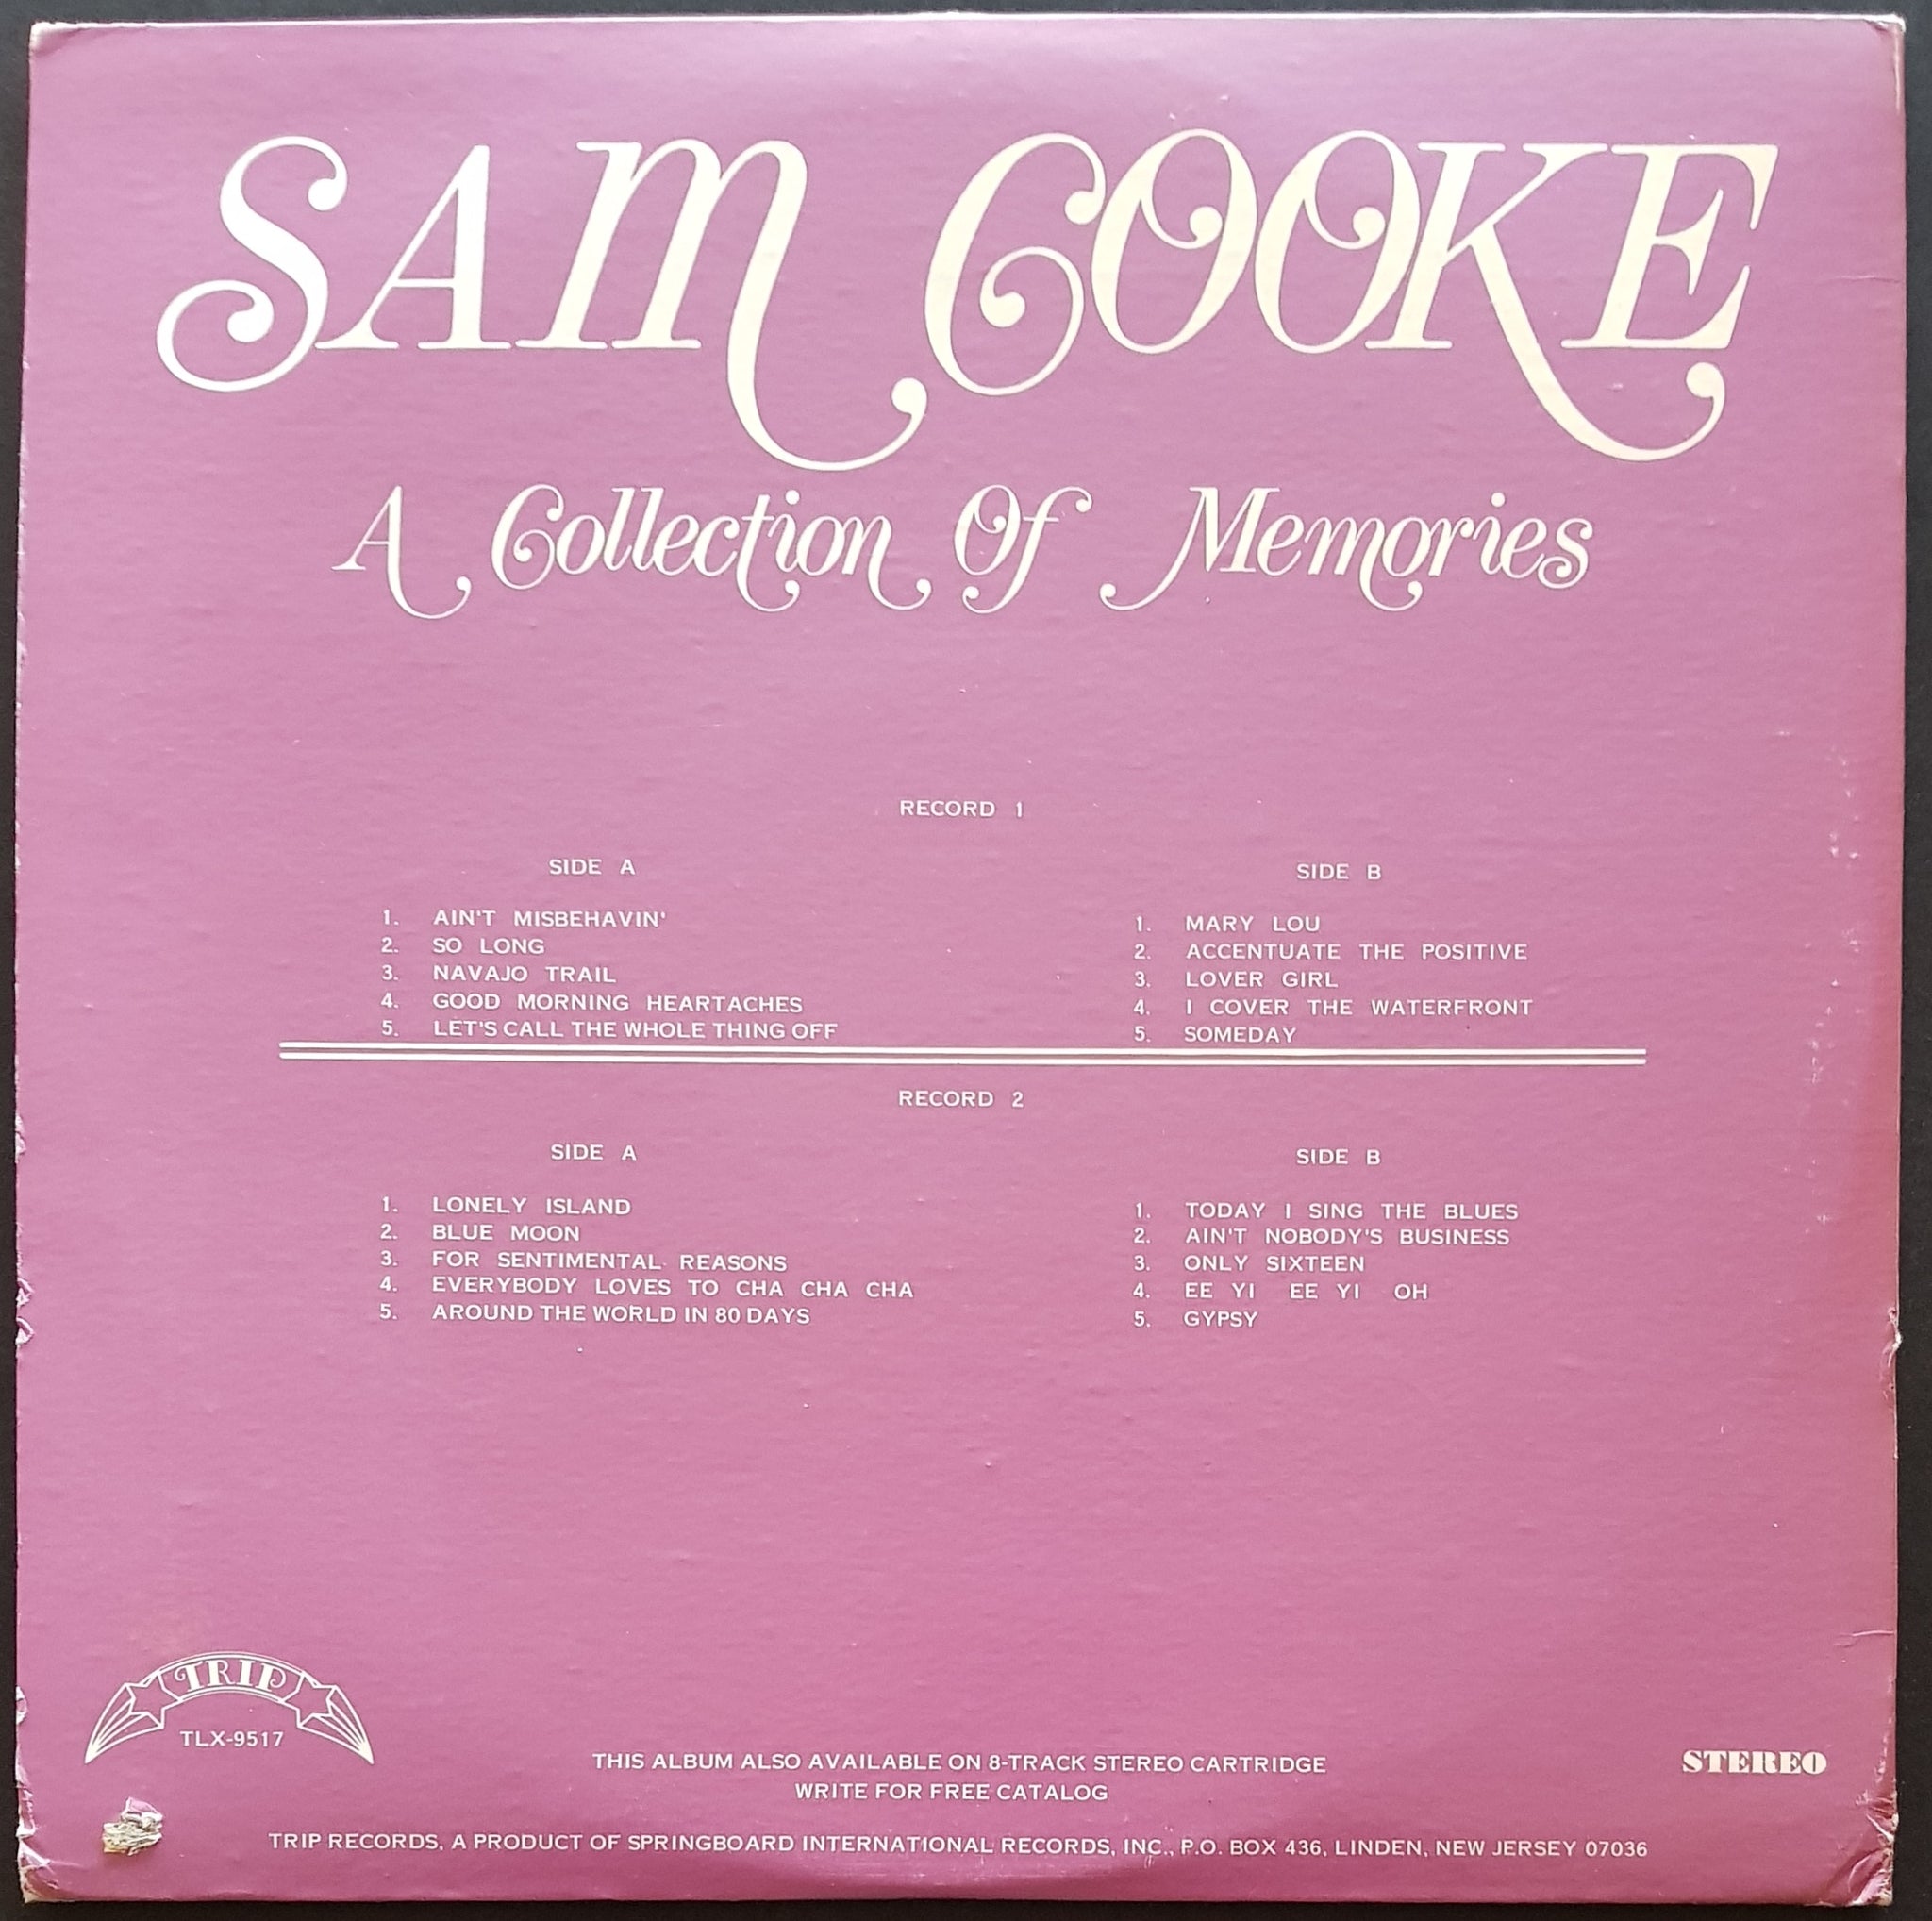 SAM COOKE
A Collection Of Memories
RECORD 1
SIDE A
1. AIN'T MISBEHAVIN'
2. SO LONG
3. NAVAJO TRAIL
4. GOOD MORNING HEARTACHES
5. LET'S CALL THE WHOLE THING OFF
SIDE B
1. MARY LOU
2. ACCENTUATE THE POSITIVE
3. LOVER GIRL
4. I COVER THE WATERFRONT
5. SOMEDAY
RECORD 2
SIDE A
1. LONELY ISLAND
2. BLUE MOON
3. FOR SENTIMENTAL REASONS
4. EVERYBODY LOVES TO CHA CHA CHA
5. AROUND THE WORLD IN 80 DAYS
SIDE B
1. TODAY I SING THE BLUES
2. AIN'T NOBODY'S BUSINESS
3. ONLY SIXTEEN
4. EE YI EE YI OH
5. GYPSY
TRIP
TLX-9517
THIS ALBUM ALSO AVAILABLE ON 8-TRACK STEREO CARTRIDGE
WRITE FOR FREE CATALOG
STEREO
TRIP RECORDS, A PRODUCT OF SPRINGBOARD INTERNATIONAL RECORDS, INC., P.O. BOX 436, LINDEN, NEW JERSEY 07036